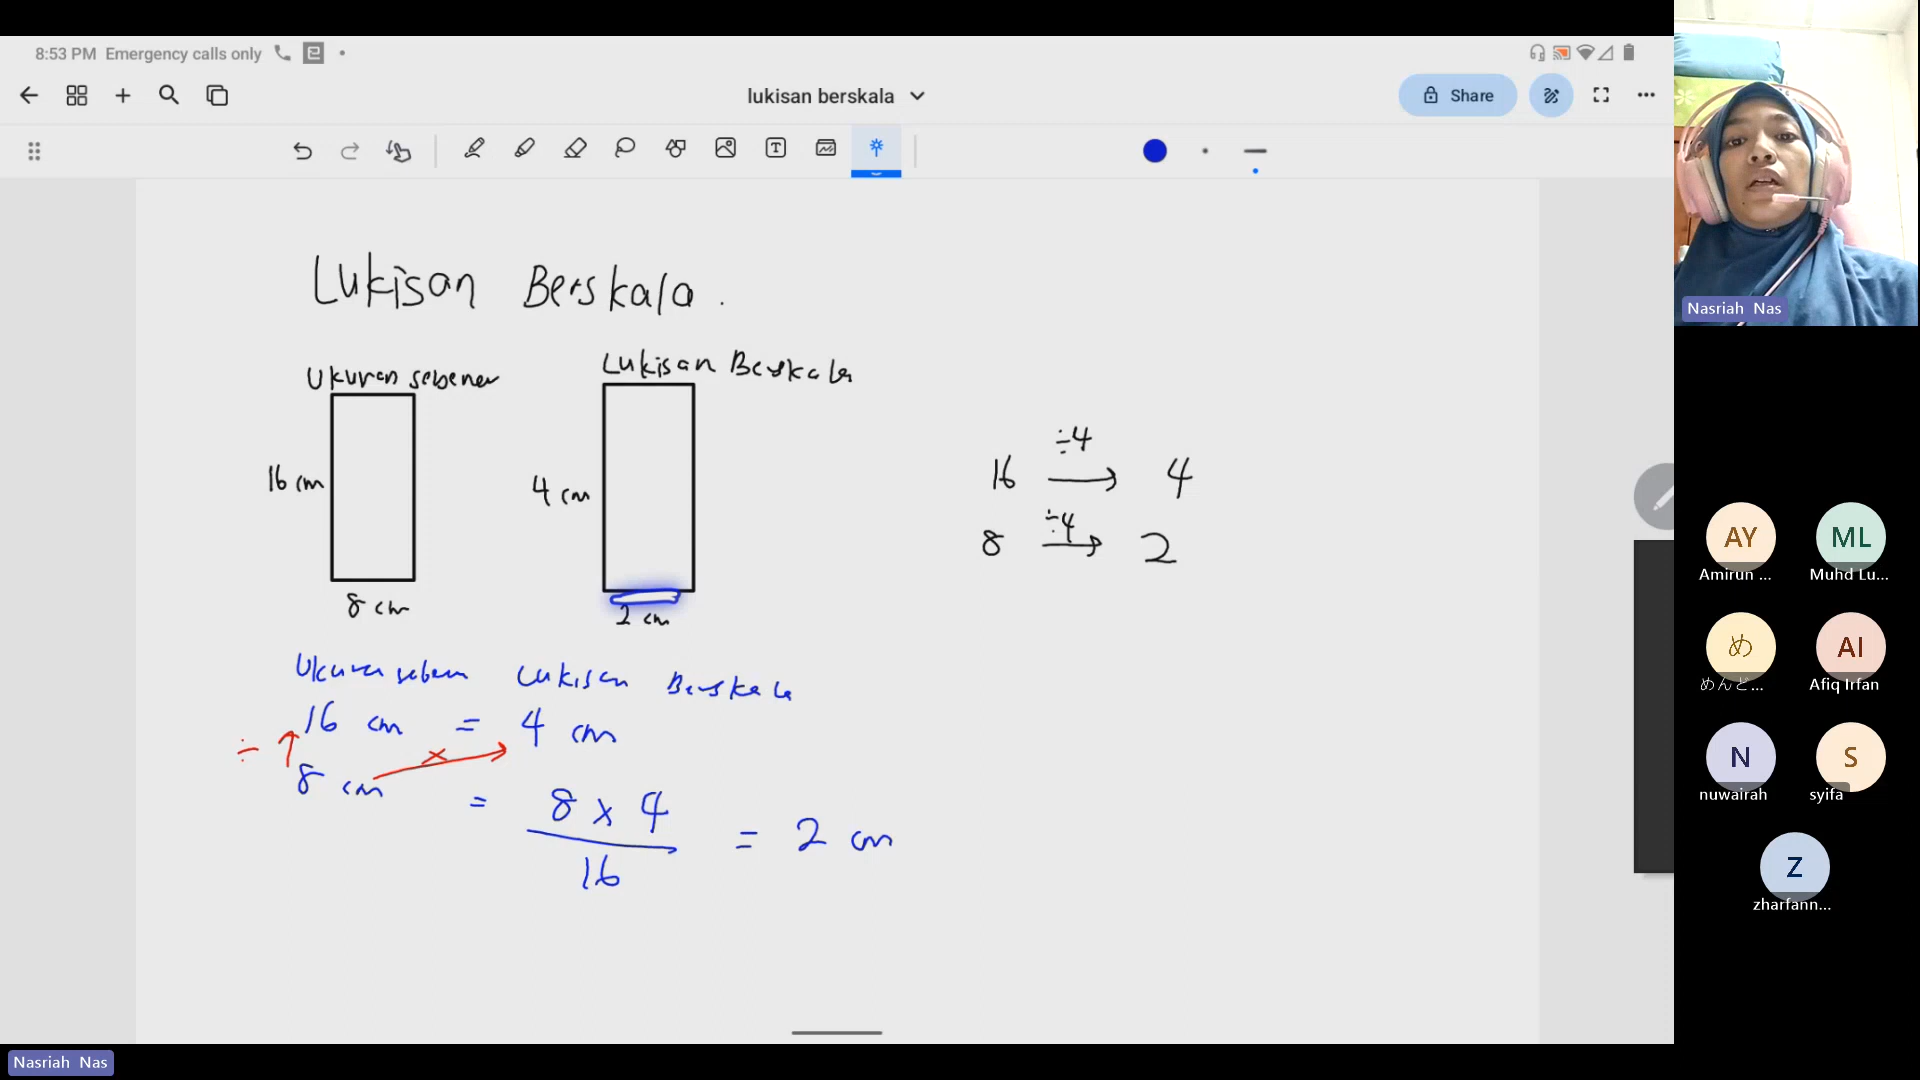 8:53 PM Emergency calls only
lukisan berskala
Share
Lukisan Berskala.
Ukuran sebenar
Lukisan Berskala
16 cm
4 cm
8 cm
2 cm
÷4
16 → 4
÷4
8 → 2
Ukuran seben Lukisan Berskala
16 cm = 4 cm
÷ ×
8 cm
= 8 × 4 / 16 = 2 cm
Nasriah Nas
AY
Amirun ...
ML
Muhd Lu...
め
めんど...
AI
Afiq Irfan
N
nuwairah
S
syifa
Z
zharfann...
Nasriah Nas